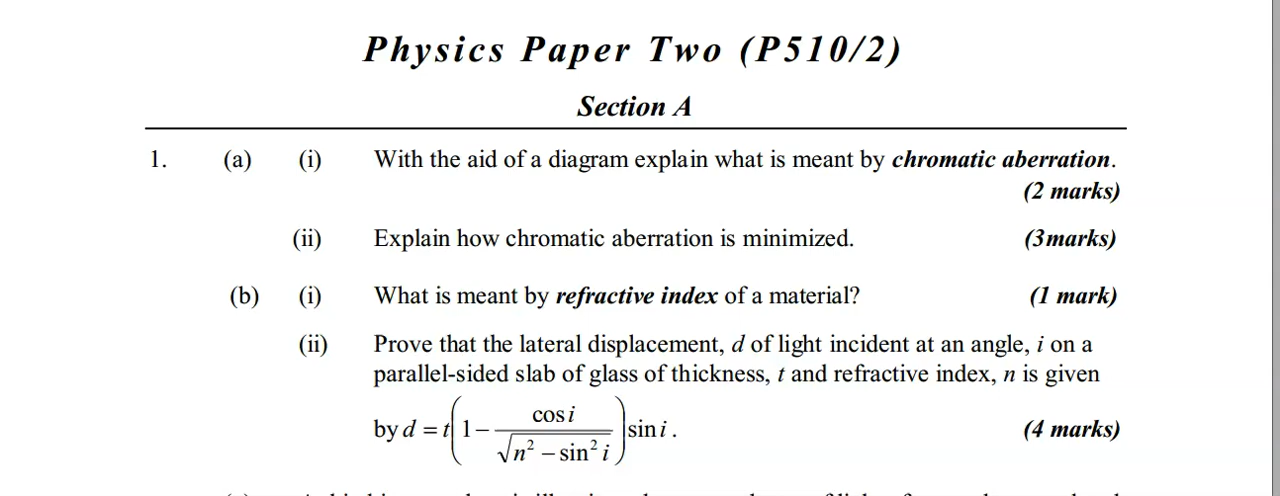 Physics Paper Two (P510/2)
Section A
1. (a) (i) With the aid of a diagram explain what is meant by chromatic aberration.
(2 marks)
(ii) Explain how chromatic aberration is minimized. (3marks)
(b) (i) What is meant by refractive index of a material? (1 mark)
(ii) Prove that the lateral displacement, d of light incident at an angle, i on a
parallel-sided slab of glass of thickness, t and refractive index, n is given
by d = t(1 − cos i / √(n² − sin² i)) sin i . (4 marks)